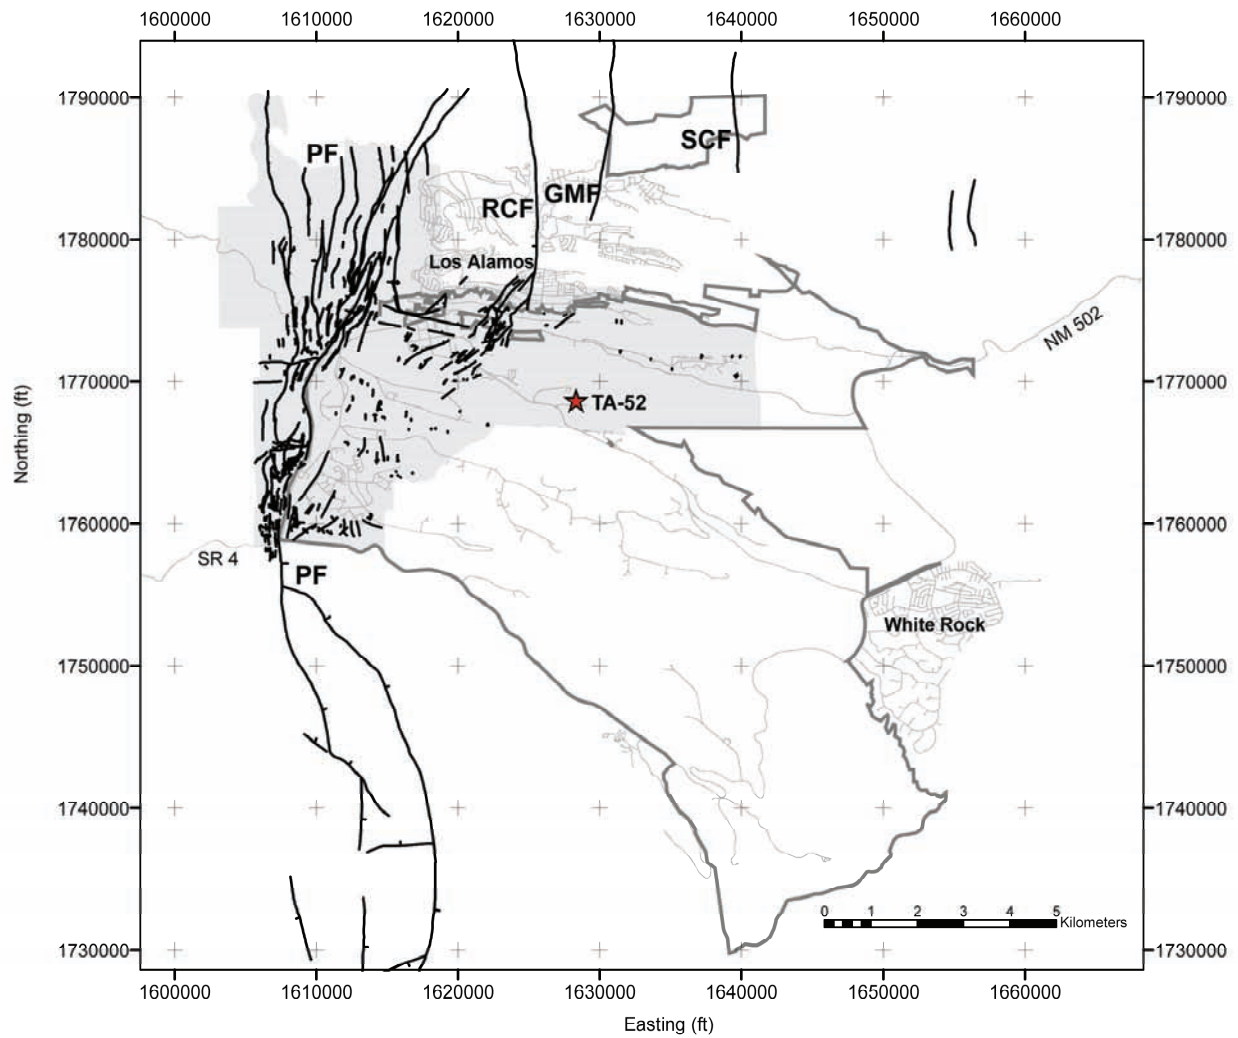 1600000 1610000 1620000 1630000 1640000 1650000 1660000
1790000 1790000
SCF
PF
GMF
RCF
1780000 1780000
Los Alamos
NM 502
1770000 1770000
TA-52
Northing (ft)
1760000 1760000
SR 4
PF
White Rock
1750000 1750000
1740000 1740000
0 1 2 3 4 5
Kilometers
1730000 1730000
1600000 1610000 1620000 1630000 1640000 1650000 1660000
Easting (ft)